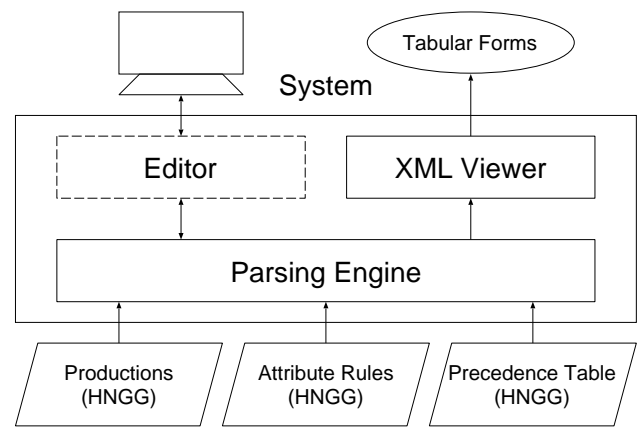 Tabular Forms
System
Editor
XML Viewer
Parsing Engine
Productions
(HNGG)
Attribute Rules
(HNGG)
Precedence Table
(HNGG)